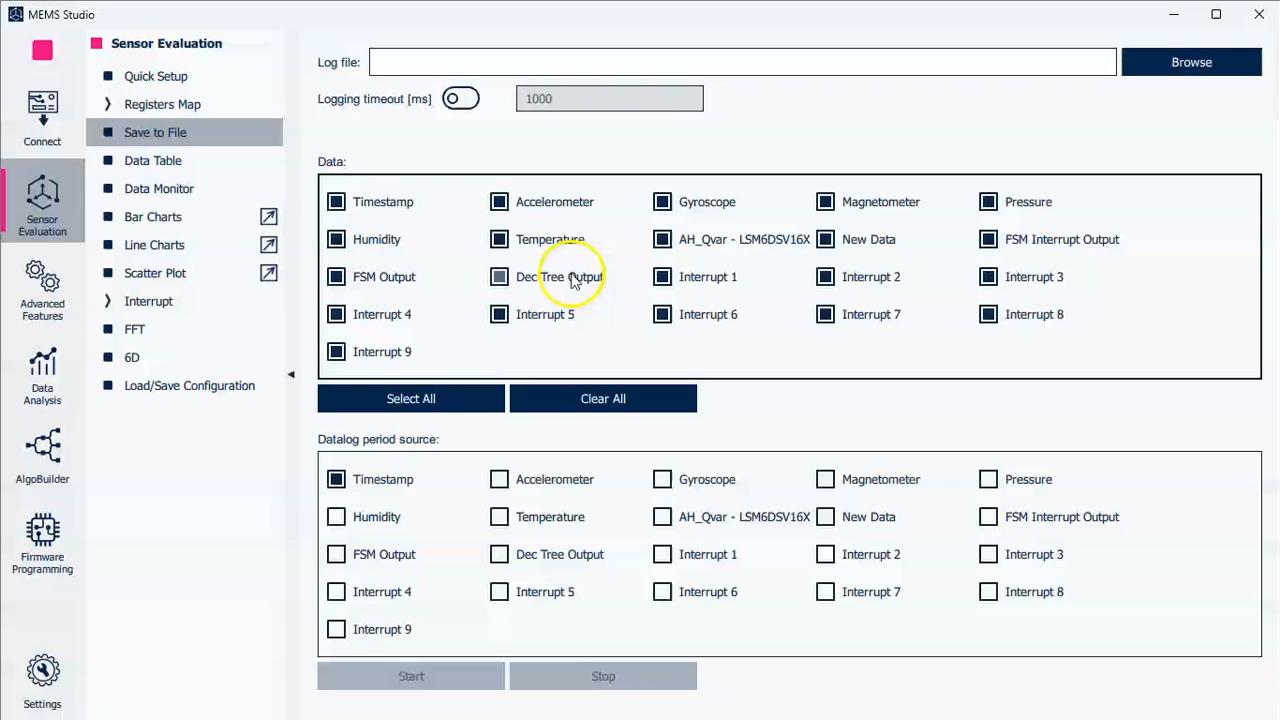 MEMS Studio
Connect
Sensor
Evaluation
Advanced
Features
Data
Analysis
AlgoBuilder
Firmware
Programming
Settings
Sensor Evaluation
Quick Setup
Registers Map
Save to File
Data Table
Data Monitor
Bar Charts
Line Charts
Scatter Plot
Interrupt
FFT
6D
Load/Save Configuration
Log file:
Browse
Logging timeout [ms]
1000
Data:
Timestamp Accelerometer Gyroscope Magnetometer Pressure
Humidity Temperature AH_Qvar - LSM6DSV16X New Data FSM Interrupt Output
FSM Output Dec Tree Output Interrupt 1 Interrupt 2 Interrupt 3
Interrupt 4 Interrupt 5 Interrupt 6 Interrupt 7 Interrupt 8
Interrupt 9
Select All Clear All
Datalog period source:
Timestamp Accelerometer Gyroscope Magnetometer Pressure
Humidity Temperature AH_Qvar - LSM6DSV16X New Data FSM Interrupt Output
FSM Output Dec Tree Output Interrupt 1 Interrupt 2 Interrupt 3
Interrupt 4 Interrupt 5 Interrupt 6 Interrupt 7 Interrupt 8
Interrupt 9
Start Stop